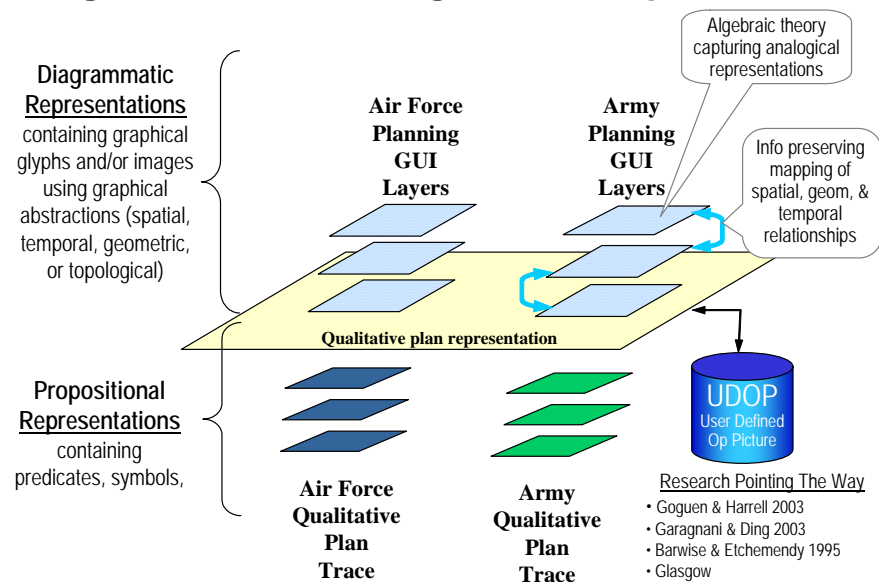 Diagrammatic
Representations
containing graphical
glyphs and/or images
using graphical
abstractions (spatial,
temporal, geometric,
or topological)
Propositional
Representations
containing
predicates, symbols,
Air Force
Planning
GUI
Layers
Army
Planning
GUI
Layers
Algebraic theory
capturing analogical
representations
Info preserving
mapping of
spatial, geom, &
temporal
relationships
Qualitative plan representation
Air Force
Qualitative
Plan
Trace
Army
Qualitative
Plan
Trace
UDOP
User Defined
Op Picture
Research Pointing The Way
• Goguen & Harrell 2003
• Garagnani & Ding 2003
• Barwise & Etchemendy 1995
• Glasgow